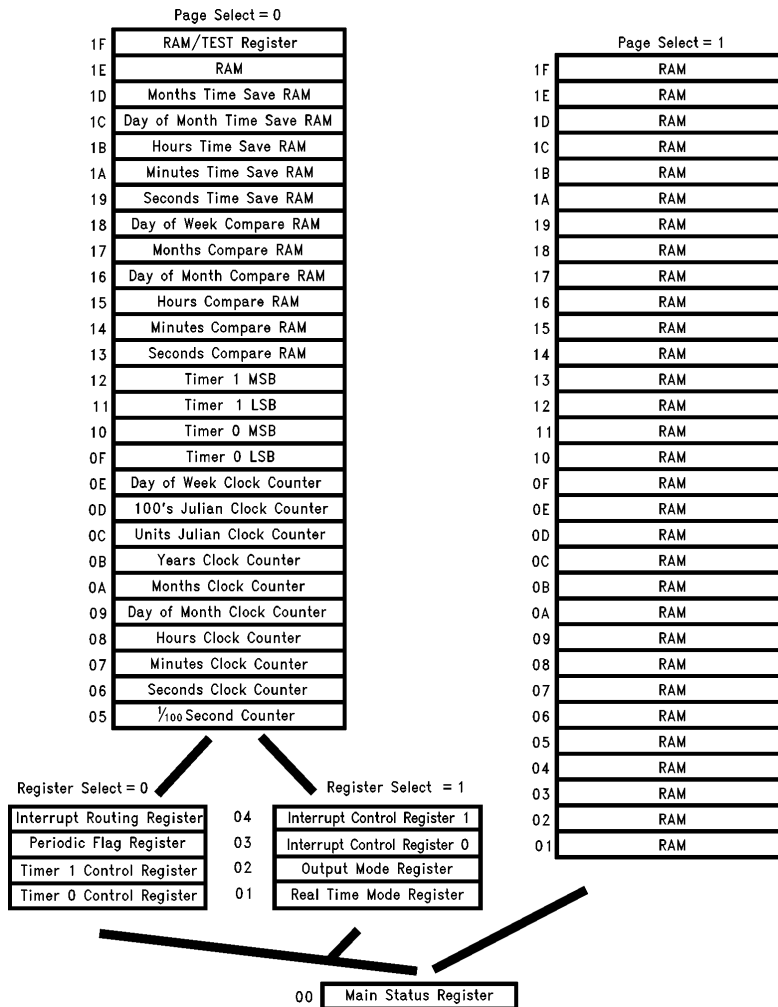 Page Select = 0
1F RAM/TEST Register
1E RAM
1D Months Time Save RAM
1C Day of Month Time Save RAM
1B Hours Time Save RAM
1A Minutes Time Save RAM
19 Seconds Time Save RAM
18 Day of Week Compare RAM
17 Months Compare RAM
16 Day of Month Compare RAM
15 Hours Compare RAM
14 Minutes Compare RAM
13 Seconds Compare RAM
12 Timer 1 MSB
11 Timer 1 LSB
10 Timer 0 MSB
0F Timer 0 LSB
0E Day of Week Clock Counter
0D 100's Julian Clock Counter
0C Units Julian Clock Counter
0B Years Clock Counter
0A Months Clock Counter
09 Day of Month Clock Counter
08 Hours Clock Counter
07 Minutes Clock Counter
06 Seconds Clock Counter
05 1/100 Second Counter
Page Select = 1
1F RAM
1E RAM
1D RAM
1C RAM
1B RAM
1A RAM
19 RAM
18 RAM
17 RAM
16 RAM
15 RAM
14 RAM
13 RAM
12 RAM
11 RAM
10 RAM
0F RAM
0E RAM
0D RAM
0C RAM
0B RAM
0A RAM
09 RAM
08 RAM
07 RAM
06 RAM
05 RAM
04 RAM
03 RAM
02 RAM
01 RAM
Register Select = 0
Register Select = 1
Interrupt Routing Register 04 Interrupt Control Register 1
Periodic Flag Register 03 Interrupt Control Register 0
Timer 1 Control Register 02 Output Mode Register
Timer 0 Control Register 01 Real Time Mode Register
00 Main Status Register